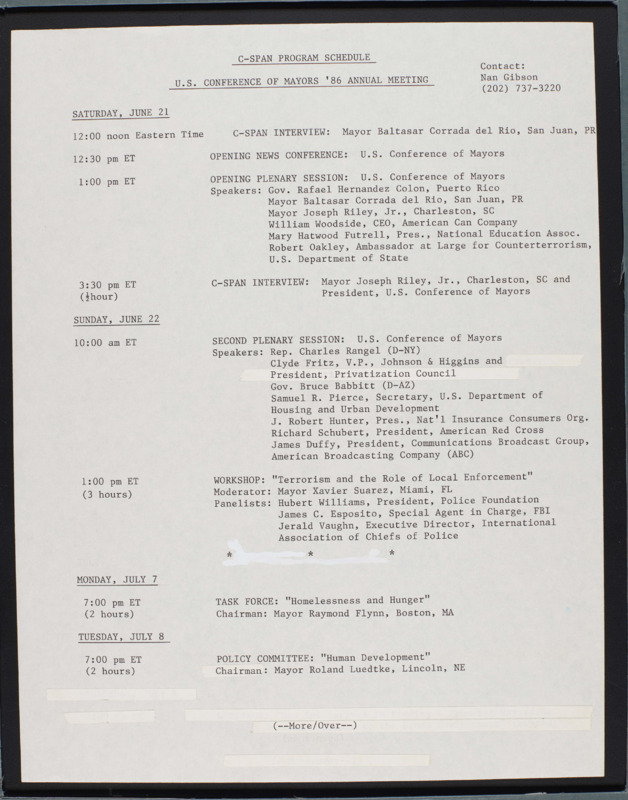 C-SPAN PROGRAM SCHEDULE
U.S. CONFERENCE OF MAYORS '86 ANNUAL MEETING
Contact:
Nan Gibson
(202) 737-3220
SATURDAY, JUNE 21
12:00 noon Eastern Time C-SPAN INTERVIEW: Mayor Baltasar Corrada del Rio, San Juan, PR
12:30 pm ET OPENING NEWS CONFERENCE: U.S. Conference of Mayors
1:00 pm ET OPENING PLENARY SESSION: U.S. Conference of Mayors
Speakers: Gov. Rafael Hernandez Colon, Puerto Rico
Mayor Baltasar Corrada del Rio, San Juan, PR
Mayor Joseph Riley, Jr., Charleston, SC
William Woodside, CEO, American Can Company
Mary Hatwood Futrell, Pres., National Education Assoc.
Robert Oakley, Ambassador at Large for Counterterrorism,
U.S. Department of State
3:30 pm ET C-SPAN INTERVIEW: Mayor Joseph Riley, Jr., Charleston, SC and
(½hour) President, U.S. Conference of Mayors
SUNDAY, JUNE 22
10:00 am ET SECOND PLENARY SESSION: U.S. Conference of Mayors
Speakers: Rep. Charles Rangel (D-NY)
Clyde Fritz, V.P., Johnson & Higgins and
President, Privatization Council
Gov. Bruce Babbitt (D-AZ)
Samuel R. Pierce, Secretary, U.S. Department of
Housing and Urban Development
J. Robert Hunter, Pres., Nat'l Insurance Consumers Org.
Richard Schubert, President, American Red Cross
James Duffy, President, Communications Broadcast Group,
American Broadcasting Company (ABC)
1:00 pm ET WORKSHOP: "Terrorism and the Role of Local Enforcement"
(3 hours) Moderator: Mayor Xavier Suarez, Miami, FL
Panelists: Hubert Williams, President, Police Foundation
James C. Esposito, Special Agent in Charge, FBI
Jerald Vaughn, Executive Director, International
Association of Chiefs of Police
* * *
MONDAY, JULY 7
7:00 pm ET TASK FORCE: "Homelessness and Hunger"
(2 hours) Chairman: Mayor Raymond Flynn, Boston, MA
TUESDAY, JULY 8
7:00 pm ET POLICY COMMITTEE: "Human Development"
(2 hours) Chairman: Mayor Roland Luedtke, Lincoln, NE
(--More/Over--)